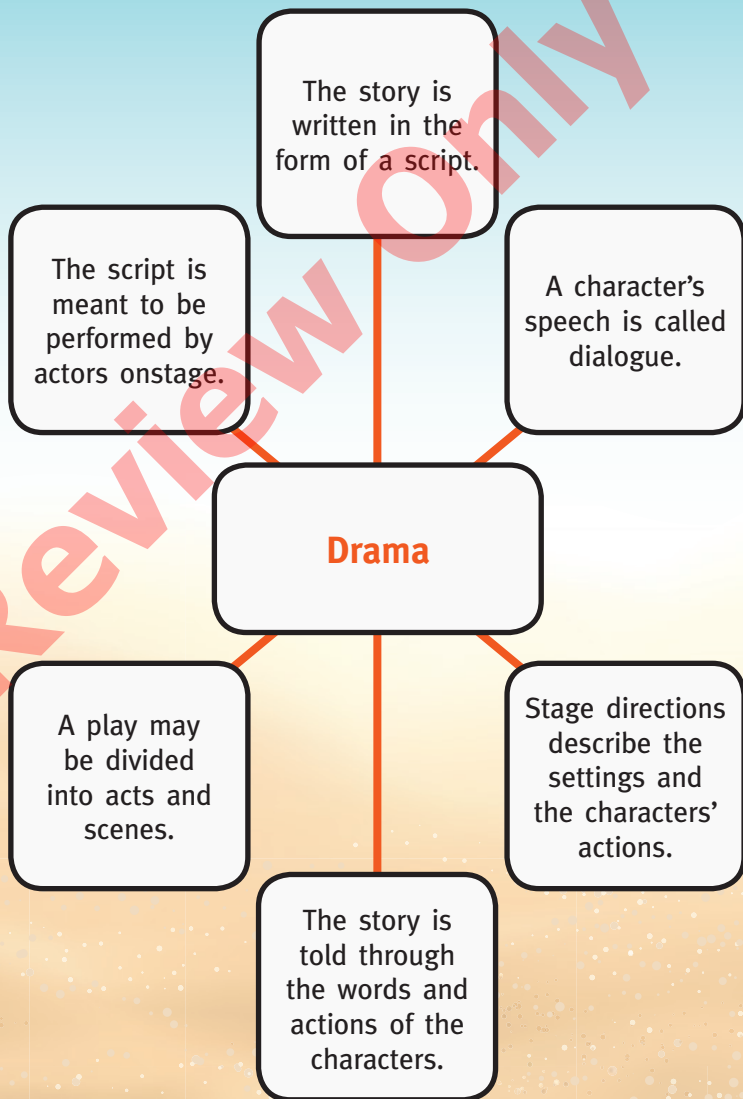 The story is
written in the
form of a script.
The script is
meant to be
performed by
actors onstage.
A character’s
speech is called
dialogue.
Drama
A play may
be divided
into acts and
scenes.
Stage directions
describe the
settings and
the characters’
actions.
The story is
told through
the words and
actions of the
characters.
Review Only